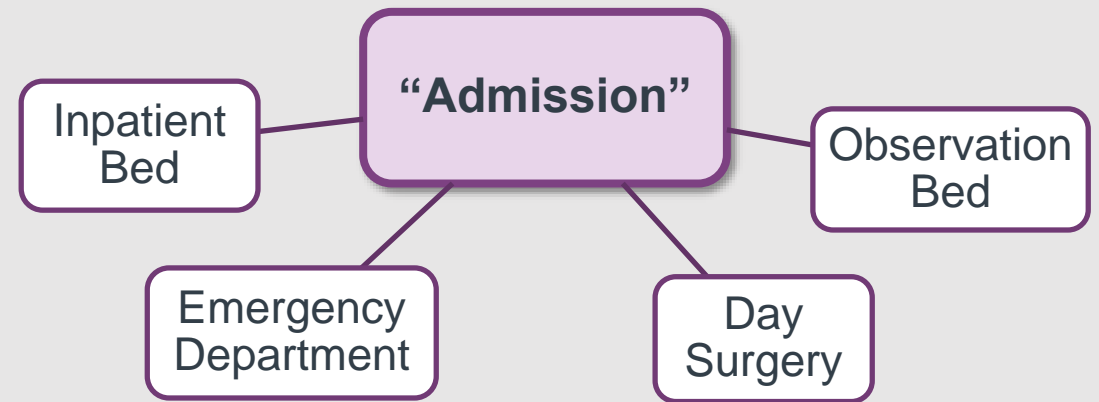 “Admission”
Inpatient
Bed
Observation
Bed
Emergency
Department
Day
Surgery